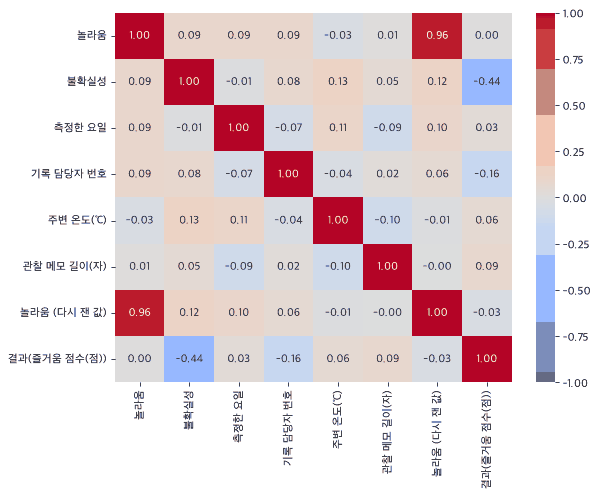 놀라움 1.00 0.09 0.09 0.09 -0.03 0.01 0.96 0.00
불확실성 0.09 1.00 -0.01 0.08 0.13 0.05 0.12 -0.44
측정한 요일 0.09 -0.01 1.00 -0.07 0.11 -0.09 0.10 0.03
기록 담당자 번호 0.09 0.08 -0.07 1.00 -0.04 0.02 0.06 -0.16
주변 온도(℃) -0.03 0.13 0.11 -0.04 1.00 -0.10 -0.01 0.06
관찰 메모 길이(자) 0.01 0.05 -0.09 0.02 -0.10 1.00 -0.00 0.09
놀라움 (다시 잰 값) 0.96 0.12 0.10 0.06 -0.01 -0.00 1.00 -0.03
결과(즐거움 점수(점)) 0.00 -0.44 0.03 -0.16 0.06 0.09 -0.03 1.00
놀라움
불확실성
측정한 요일
기록 담당자 번호
주변 온도(℃)
관찰 메모 길이(자)
놀라움 (다시 잰 값)
결과(즐거움 점수(점))
1.00
0.75
0.50
0.25
0.00
-0.25
-0.50
-0.75
-1.00